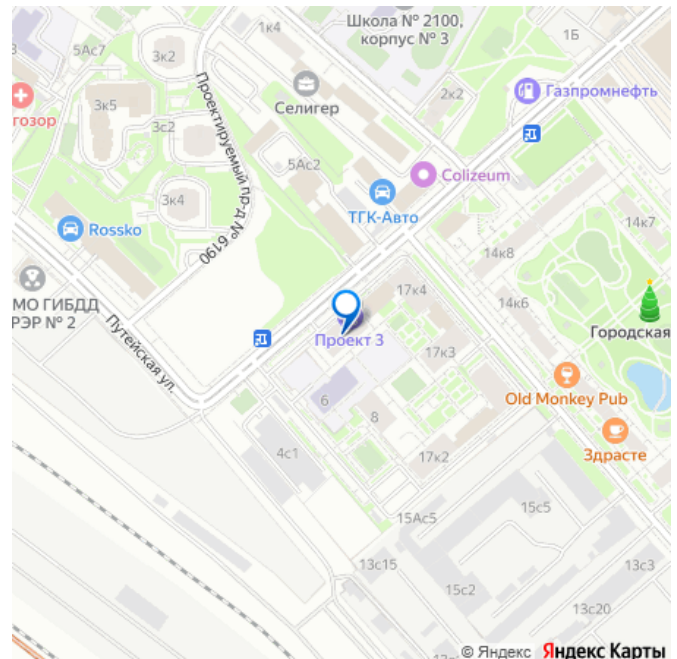 1к4
Школа № 2100,
корпус № 3
1Б
5Ас7
3к2
Проектируемый пр-д № 6190
Селигер
2к2
Газпромнефть
гозор
3к5
3с2
5Ас2
Colizeum
ТГК-Авто
3к4
Rossko
14к7
14к8
МО ГИБДД
РЭР № 2
17к4
14к6
Городская
Проект 3
Путейская ул.
17к3
Old Monkey Pub
6
8
Здрасте
4с1
17к2
15с5
15Ас5
13с15
13с3
15с2
13с20
© Яндекс Яндекс Карты